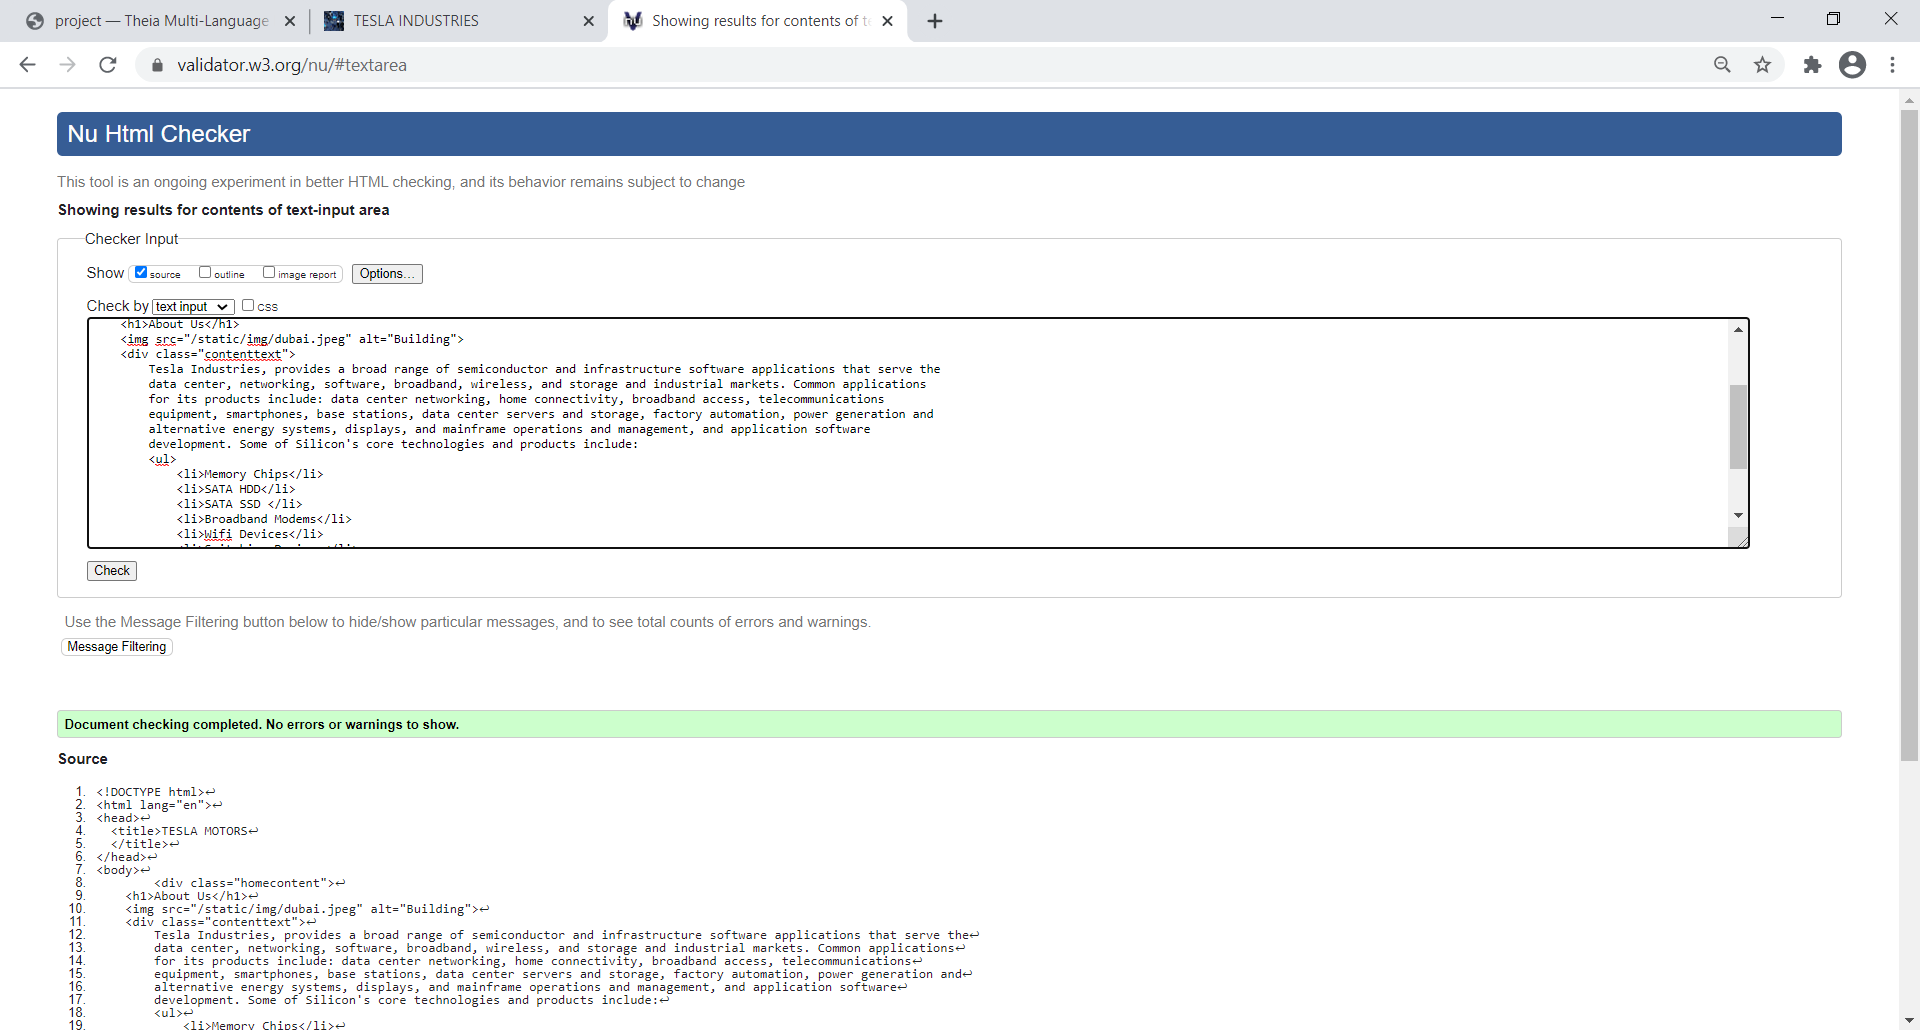 project — Theia Multi-Language
TESLA INDUSTRIES
Showing results for contents of te
validator.w3.org/nu/#textarea
Nu Html Checker
This tool is an ongoing experiment in better HTML checking, and its behavior remains subject to change
Showing results for contents of text-input area
Checker Input
Show source outline image report Options...
Check by text input css
<h1>About Us</h1>
<img src="/static/img/dubai.jpeg" alt="Building">
<div class="contenttext">
Tesla Industries, provides a broad range of semiconductor and infrastructure software applications that serve the
data center, networking, software, broadband, wireless, and storage and industrial markets. Common applications
for its products include: data center networking, home connectivity, broadband access, telecommunications
equipment, smartphones, base stations, data center servers and storage, factory automation, power generation and
alternative energy systems, displays, and mainframe operations and management, and application software
development. Some of Silicon's core technologies and products include:
<ul>
<li>Memory Chips</li>
<li>SATA HDD</li>
<li>SATA SSD </li>
<li>Broadband Modems</li>
<li>Wifi Devices</li>
Check
Use the Message Filtering button below to hide/show particular messages, and to see total counts of errors and warnings.
Message Filtering
Document checking completed. No errors or warnings to show.
Source
1. <!DOCTYPE html>↩
2. <html lang="en">↩
3. <head>↩
4. <title>TESLA MOTORS↩
5. </title>↩
6. </head>↩
7. <body>↩
8. <div class="homecontent">↩
9. <h1>About Us</h1>↩
10. <img src="/static/img/dubai.jpeg" alt="Building">↩
11. <div class="contenttext">↩
12. Tesla Industries, provides a broad range of semiconductor and infrastructure software applications that serve the↩
13. data center, networking, software, broadband, wireless, and storage and industrial markets. Common applications↩
14. for its products include: data center networking, home connectivity, broadband access, telecommunications↩
15. equipment, smartphones, base stations, data center servers and storage, factory automation, power generation and↩
16. alternative energy systems, displays, and mainframe operations and management, and application software↩
17. development. Some of Silicon's core technologies and products include:↩
18. <ul>↩
19. <li>Memory Chips</li>↩